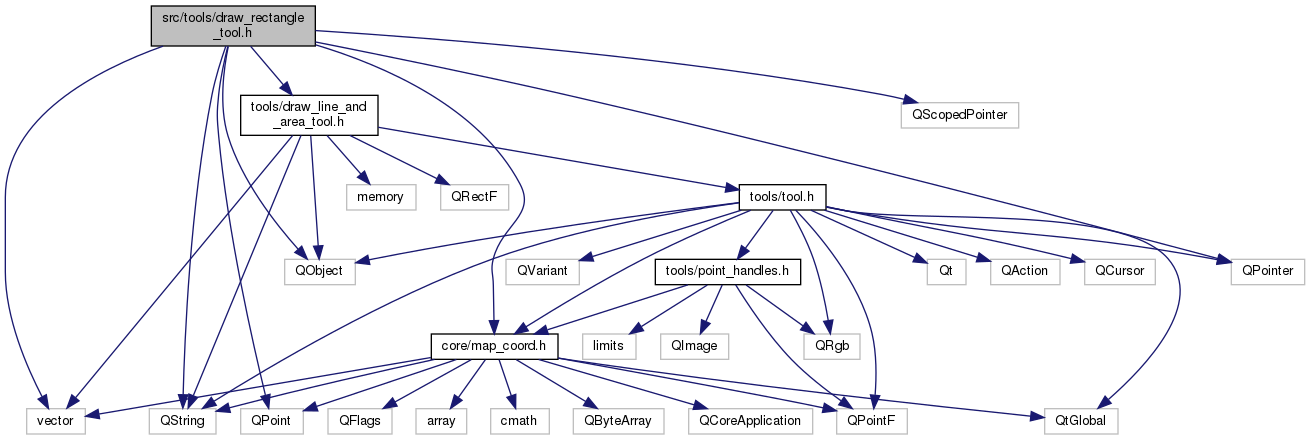 src/tools/draw_rectangle
_tool.h
tools/draw_line_and
_area_tool.h
QScopedPointer
memory
QRectF
tools/tool.h
QObject
QVariant
tools/point_handles.h
Qt
QAction
QCursor
QPointer
core/map_coord.h
limits
QImage
QRgb
vector
QString
QPoint
QFlags
array
cmath
QByteArray
QCoreApplication
QPointF
QtGlobal